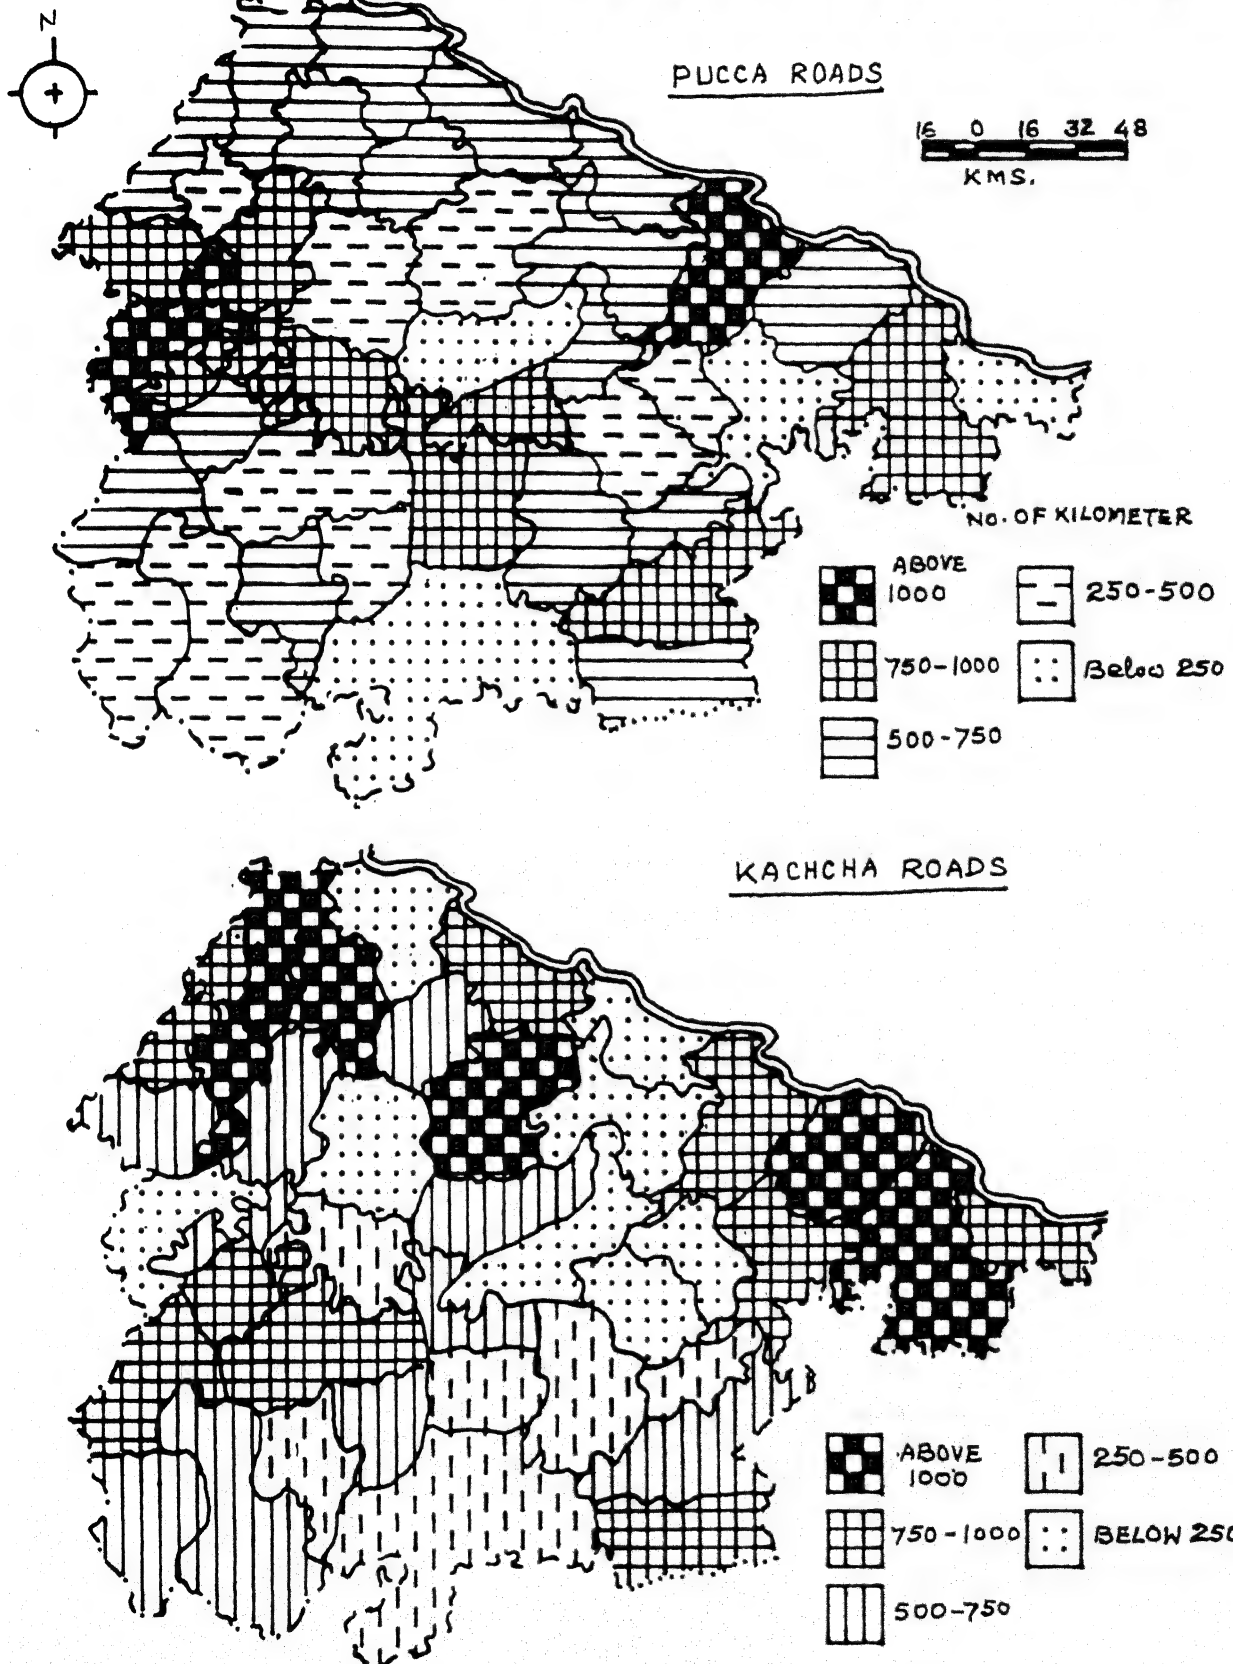 N
PUCCA ROADS
16 0 16 32 48
KMS.
NO. OF KILOMETER
ABOVE
1000
250-500
750-1000
Below 250
500-750
KACHCHA ROADS
ABOVE
1000
250-500
750-1000
BELOW 250
500-750